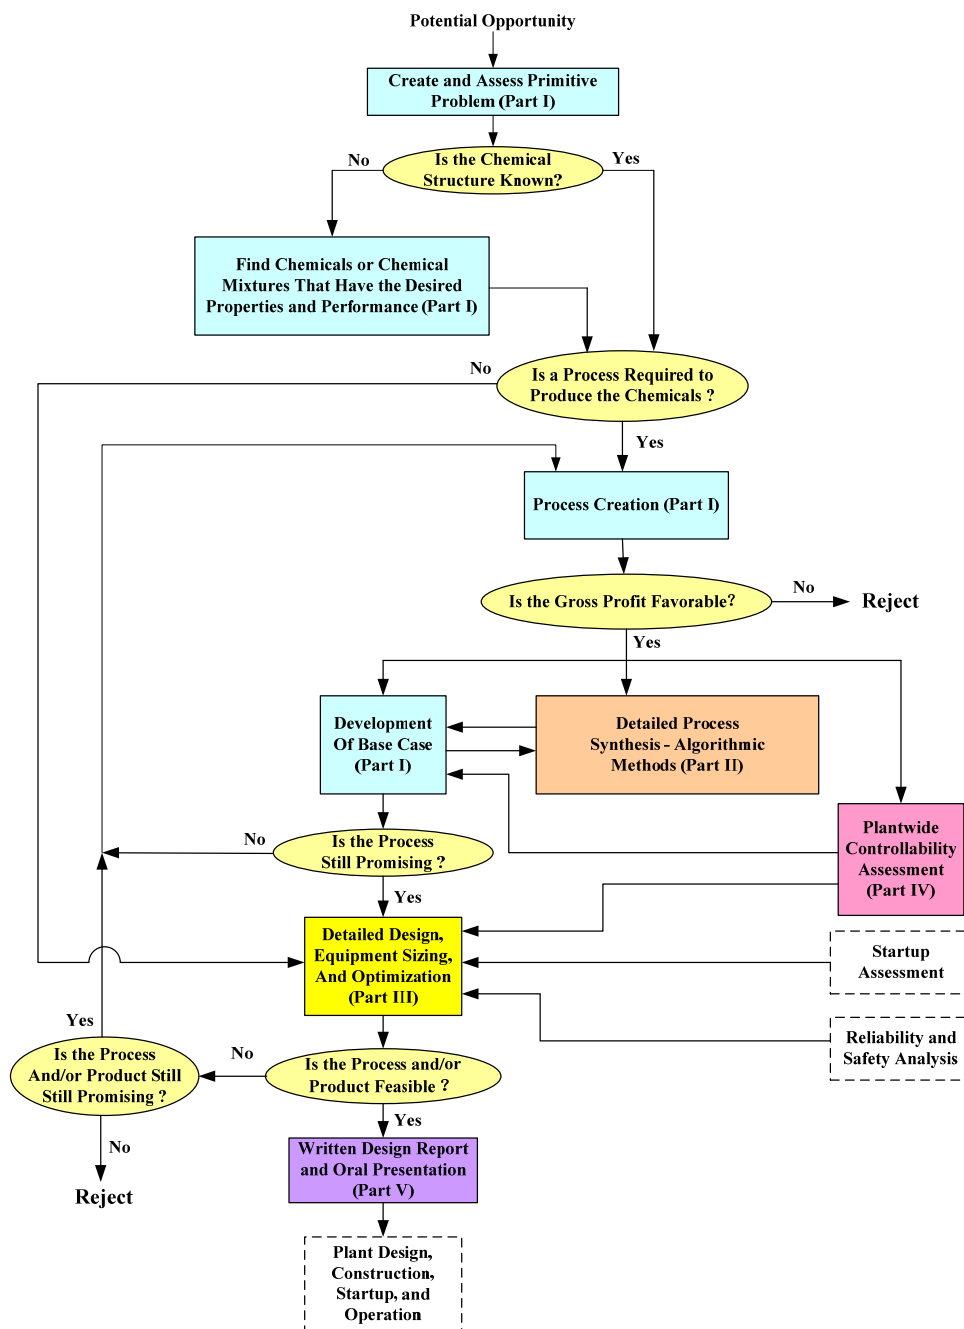 Potential Opportunity
Create and Assess Primitive
Problem (Part I)
No
Is the Chemical
Structure Known?
Yes
Find Chemicals or Chemical
Mixtures That Have the Desired
Properties and Performance (Part I)
No
Is a Process Required to
Produce the Chemicals ?
Yes
Process Creation (Part I)
Is the Gross Profit Favorable?
No
Reject
Yes
Development
Of Base Case
(Part I)
Detailed Process
Synthesis - Algorithmic
Methods (Part II)
Plantwide
Controllability
Assessment
(Part IV)
No
Is the Process
Still Promising ?
Yes
Detailed Design,
Equipment Sizing,
And Optimization
(Part III)
Startup
Assessment
Reliability and
Safety Analysis
Yes
Is the Process
And/or Product Still
Still Promising ?
No
Is the Process and/or
Product Feasible ?
No
Reject
Yes
Written Design Report
and Oral Presentation
(Part V)
Plant Design,
Construction,
Startup, and
Operation